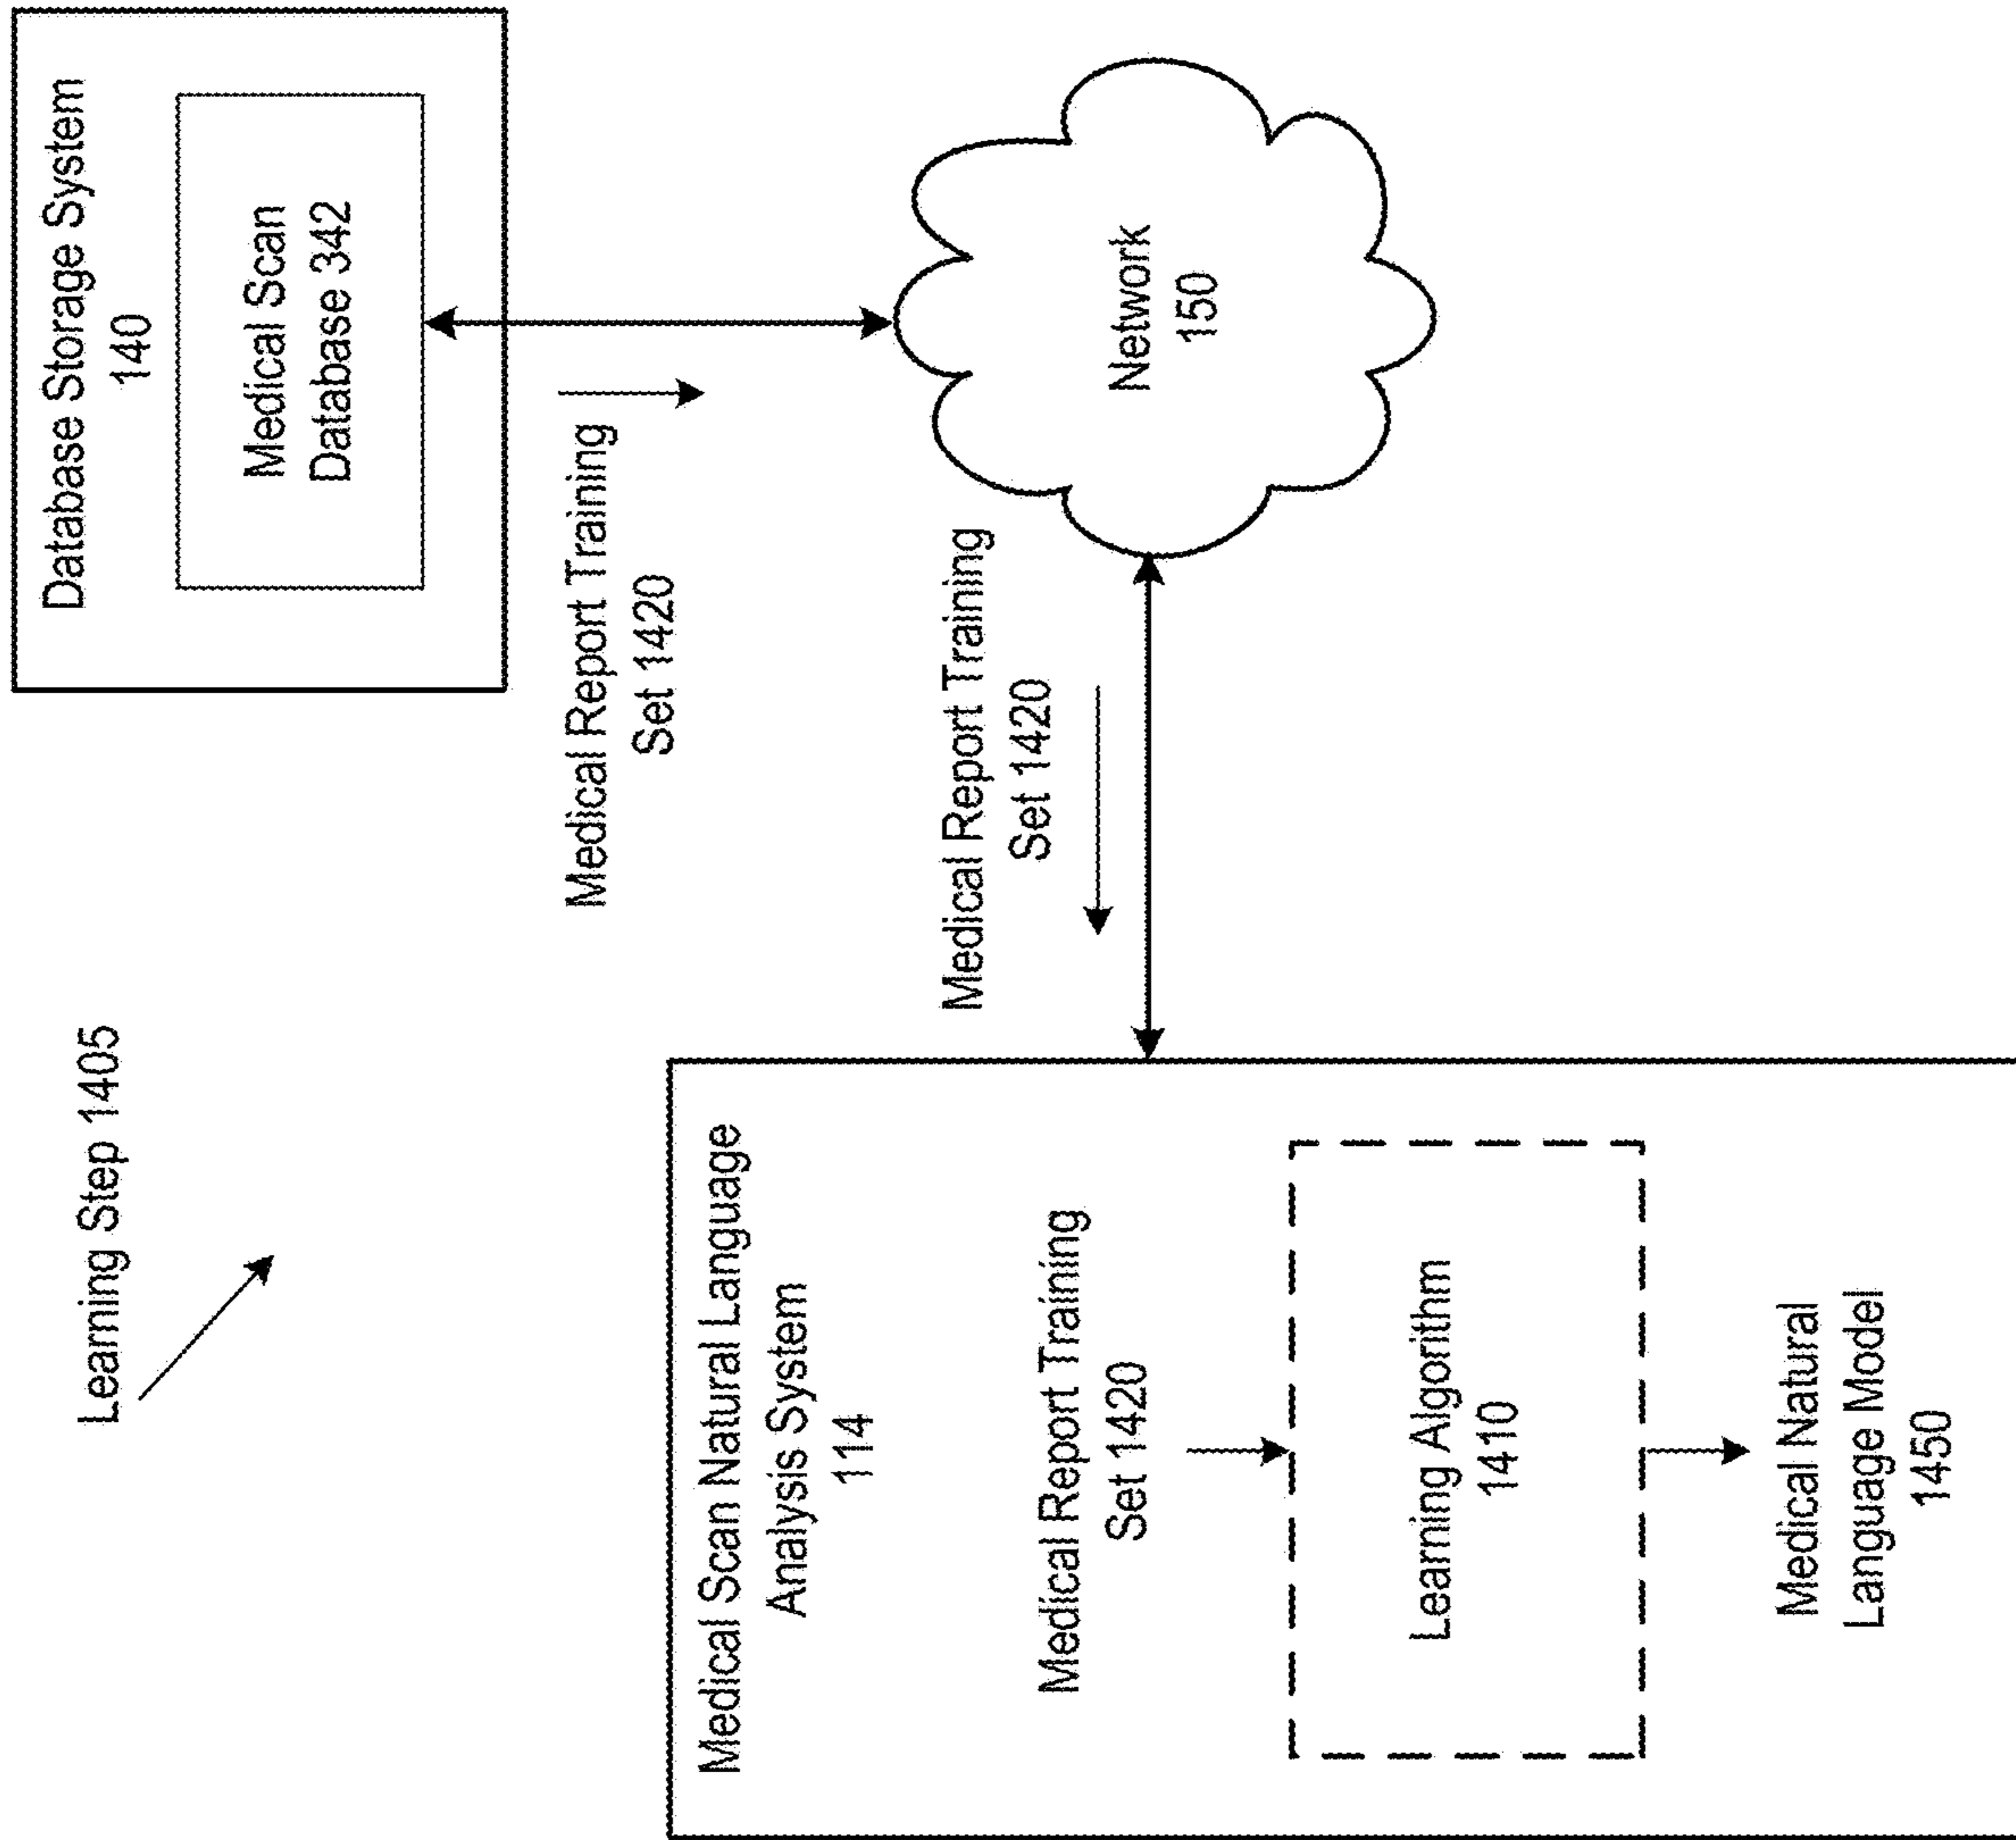 Learning Step 1405
Database Storage System
140
Medical Scan
Database 342
Medical Report Training
Set 1420
Network
150
Medical Report Training
Set 1420
Medical Scan Natural Language
Analysis System
114
Medical Report Training
Set 1420
Learning Algorithm
1410
Medical Natural
Language Model
1450